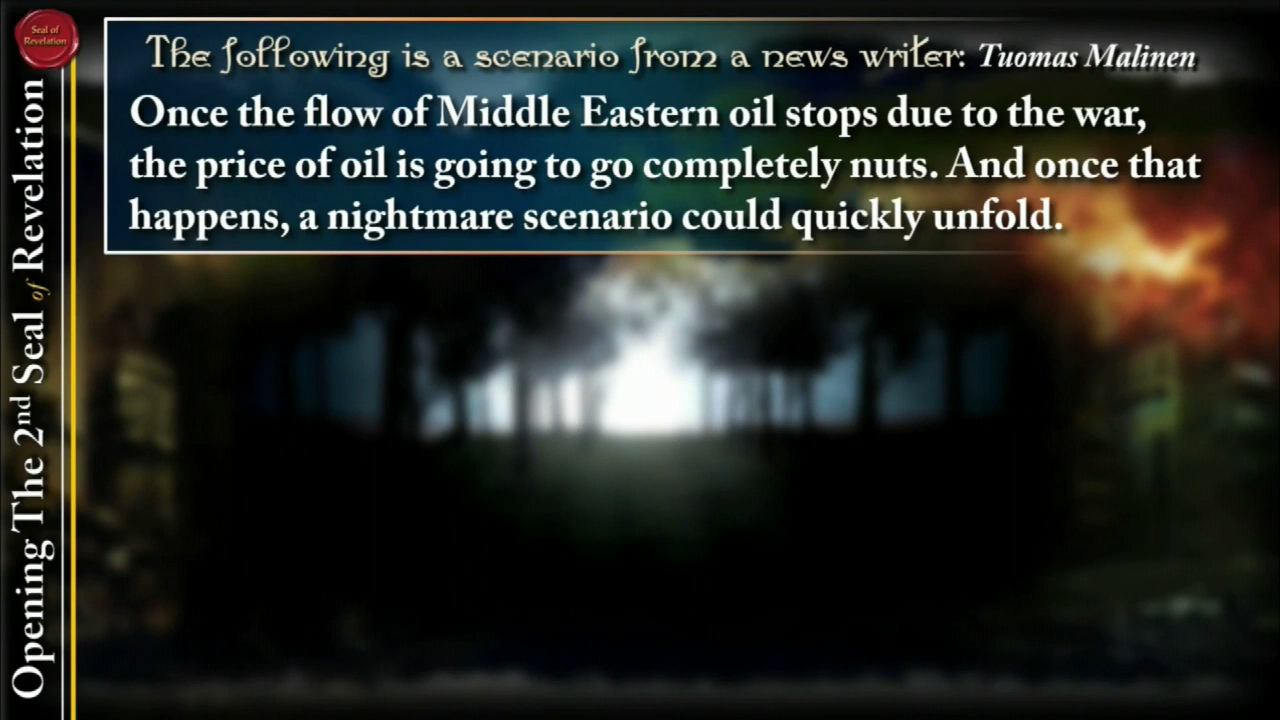 Seal of
Revelation
Opening The 2nd Seal of Revelation
The following is a scenario from a news writer: Tuomas Malinen
Once the flow of Middle Eastern oil stops due to the war,
the price of oil is going to go completely nuts. And once that
happens, a nightmare scenario could quickly unfold.